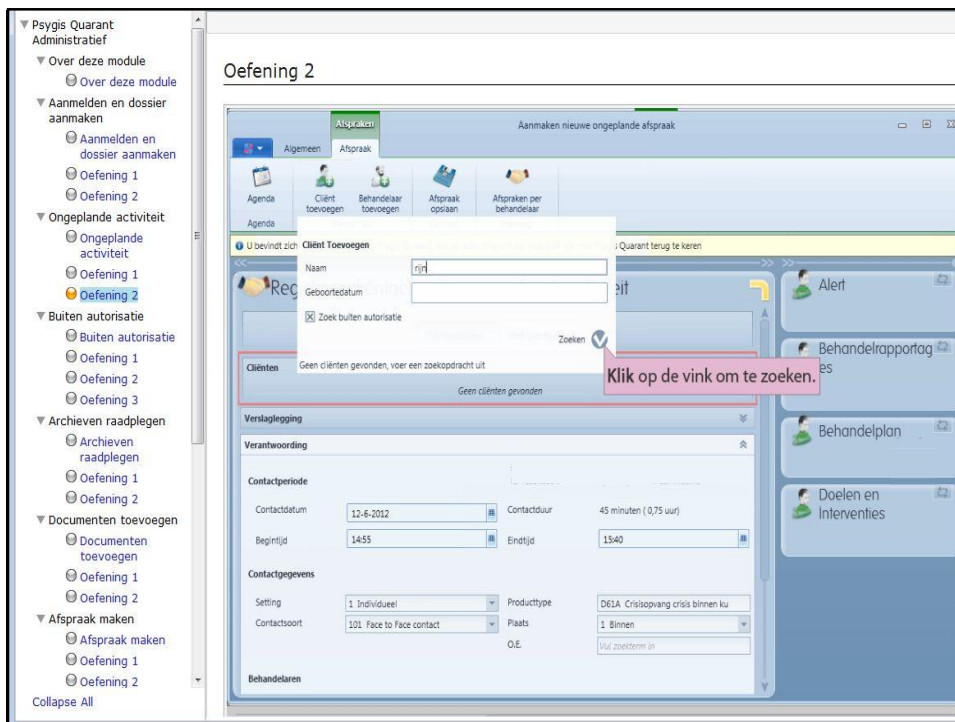 Psygis Quarant
Administratief
Over deze module
Over deze module
Aanmelden en dossier
aanmaken
Aanmelden en
dossier aanmaken
Oefening 1
Oefening 2
Ongeplande activiteit
Ongeplande
activiteit
Oefening 1
Oefening 2
Buiten autorisatie
Buiten autorisatie
Oefening 1
Oefening 2
Oefening 3
Archieven raadplegen
Archieven
raadplegen
Oefening 1
Oefening 2
Documenten toevoegen
Documenten
toevoegen
Oefening 1
Oefening 2
Afspraak maken
Afspraak maken
Oefening 1
Oefening 2
Collapse All
Oefening 2
Afspraken
Aanmaken nieuwe ongeplande afspraak
Algemeen Afspraak
Agenda
Cliënt
toevoegen
Behandelaar
toevoegen
Afspraak
opslaan
Afspraken per
behandelaar
Agenda
U bevindt zich
Quarant terug te keren
Cliënt Toevoegen
Naam rijn
Geboortedatum
Zoek buiten autorisatie
Zoeken
Geen cliënten gevonden, voer een zoekopdracht uit
Klik op de vink om te zoeken.
Cliënten
Geen cliënten gevonden
Verslaglegging
Verantwoording
Contactperiode
Contactdatum 12-6-2012 Contactduur 45 minuten ( 0,75 uur)
Begintijd 14:55 Eindtijd 15:40
Contactgegevens
Setting 1 Individueel Producttype D61A Crisisopvang crisis binnen ku
Contactsoort 101 Face to Face contact Plaats 1 Binnen
O.E. Vul zoekterm in
Behandelaren
Alert
Behandelrapportag
es
Behandelplan
Doelen en
Interventies